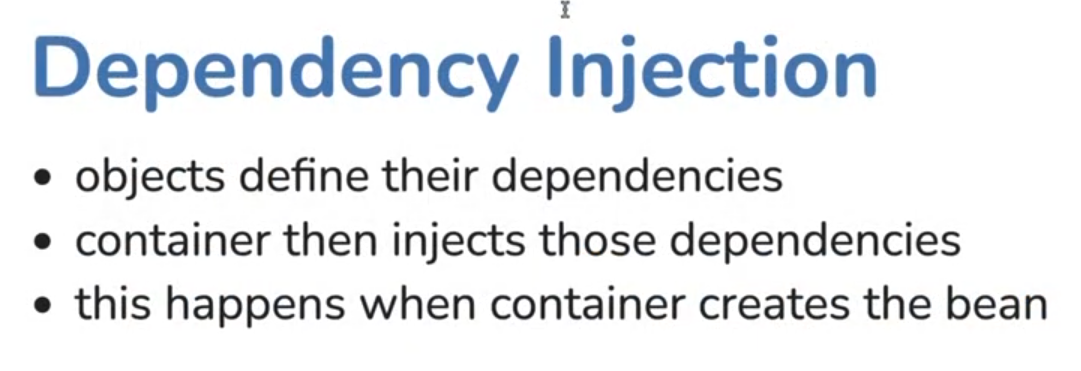 Dependency Injection
• objects define their dependencies
• container then injects those dependencies
• this happens when container creates the bean